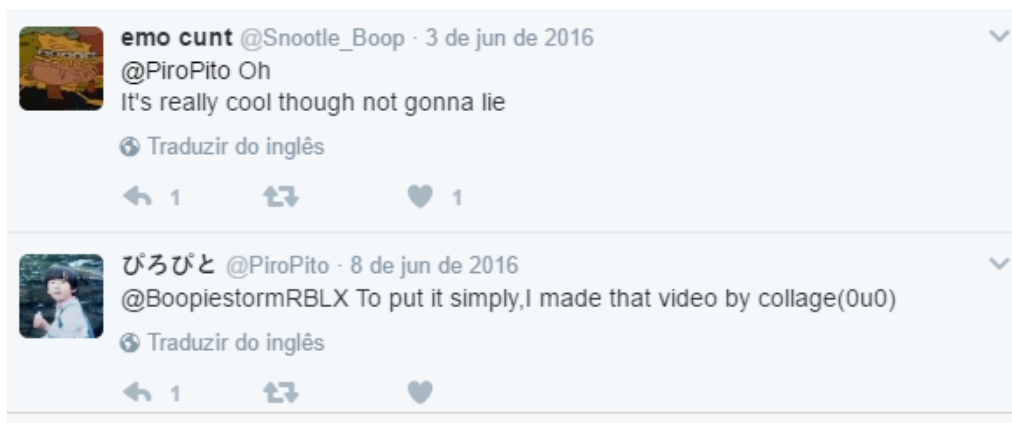 emo cunt @Snootle_Boop · 3 de jun de 2016
@PiroPito Oh
It's really cool though not gonna lie
Traduzir do inglês
1 1
ぴろぴと @PiroPito · 8 de jun de 2016
@BoopiestormRBLX To put it simply,I made that video by collage(0u0)
Traduzir do inglês
1